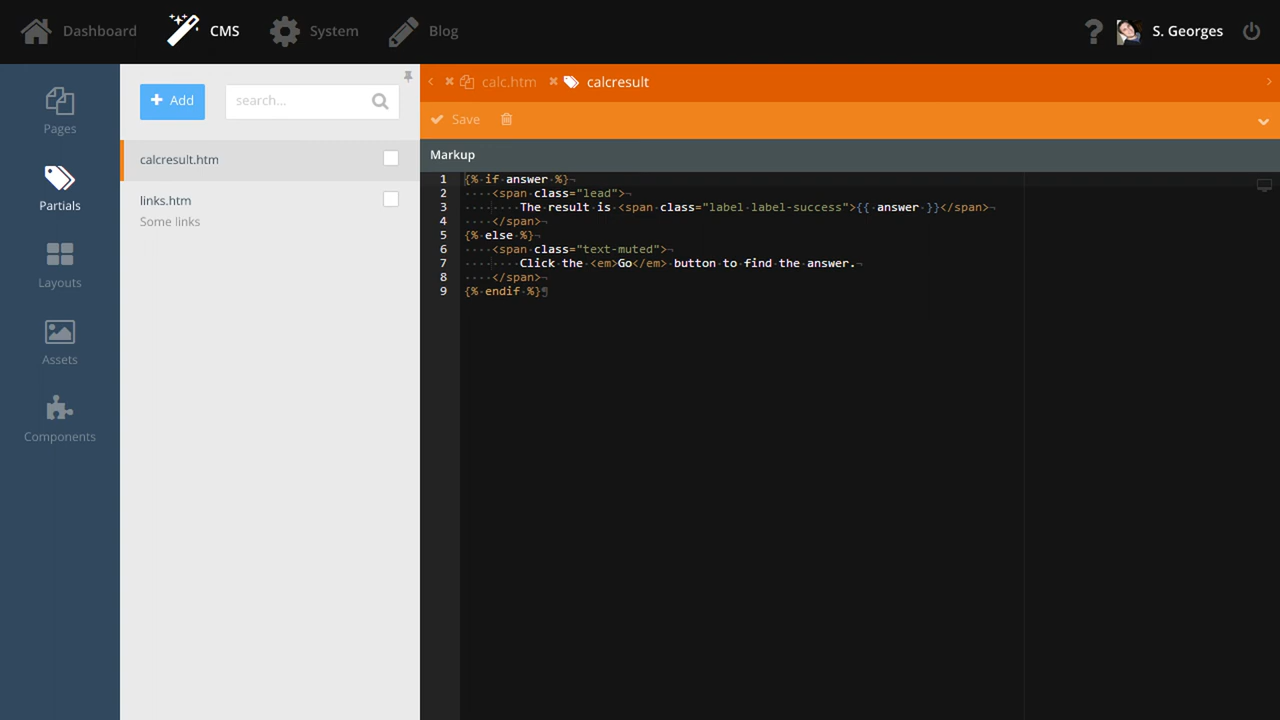 Dashboard CMS System Blog S. Georges
Pages
Partials
Layouts
Assets
Components
Add search...
calcresult.htm
links.htm
Some links
calc.htm calcresult
Save
Markup
1 {% if answer %}
2 <span class="lead">
3 The result is <span class="label label-success">{{ answer }}</span>
4 </span>
5 {% else %}
6 <span class="text-muted">
7 Click the <em>Go</em> button to find the answer.
8 </span>
9 {% endif %}